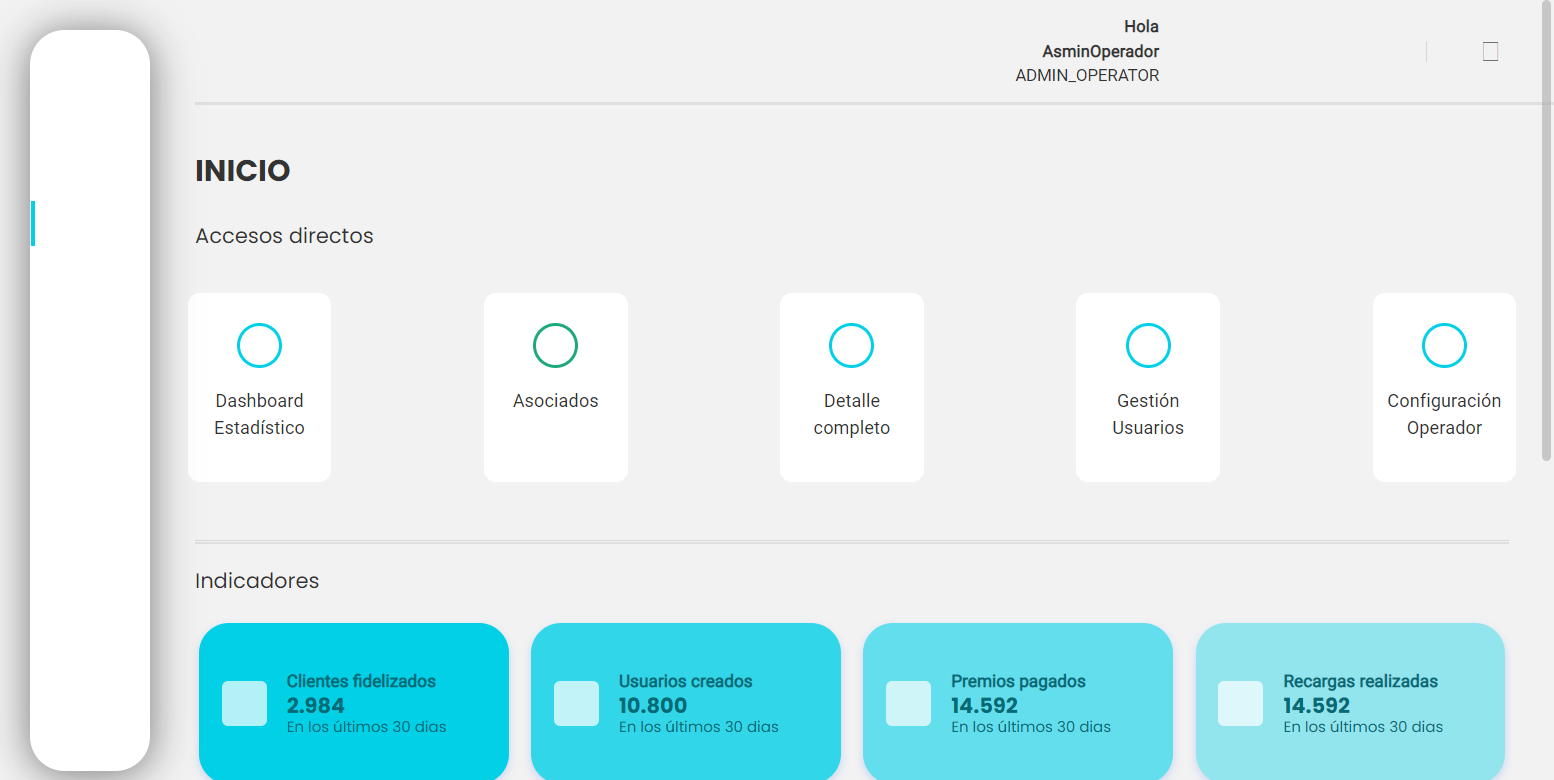 Hola
AsminOperador
ADMIN_OPERATOR
INICIO
Accesos directos
Dashboard
Estadístico
Asociados
Detalle
completo
Gestión
Usuarios
Configuración
Operador
Indicadores
Clientes fidelizados
2.984
En los últimos 30 dias
Usuarios creados
10.800
En los últimos 30 dias
Premios pagados
14.592
En los últimos 30 dias
Recargas realizadas
14.592
En los últimos 30 dias